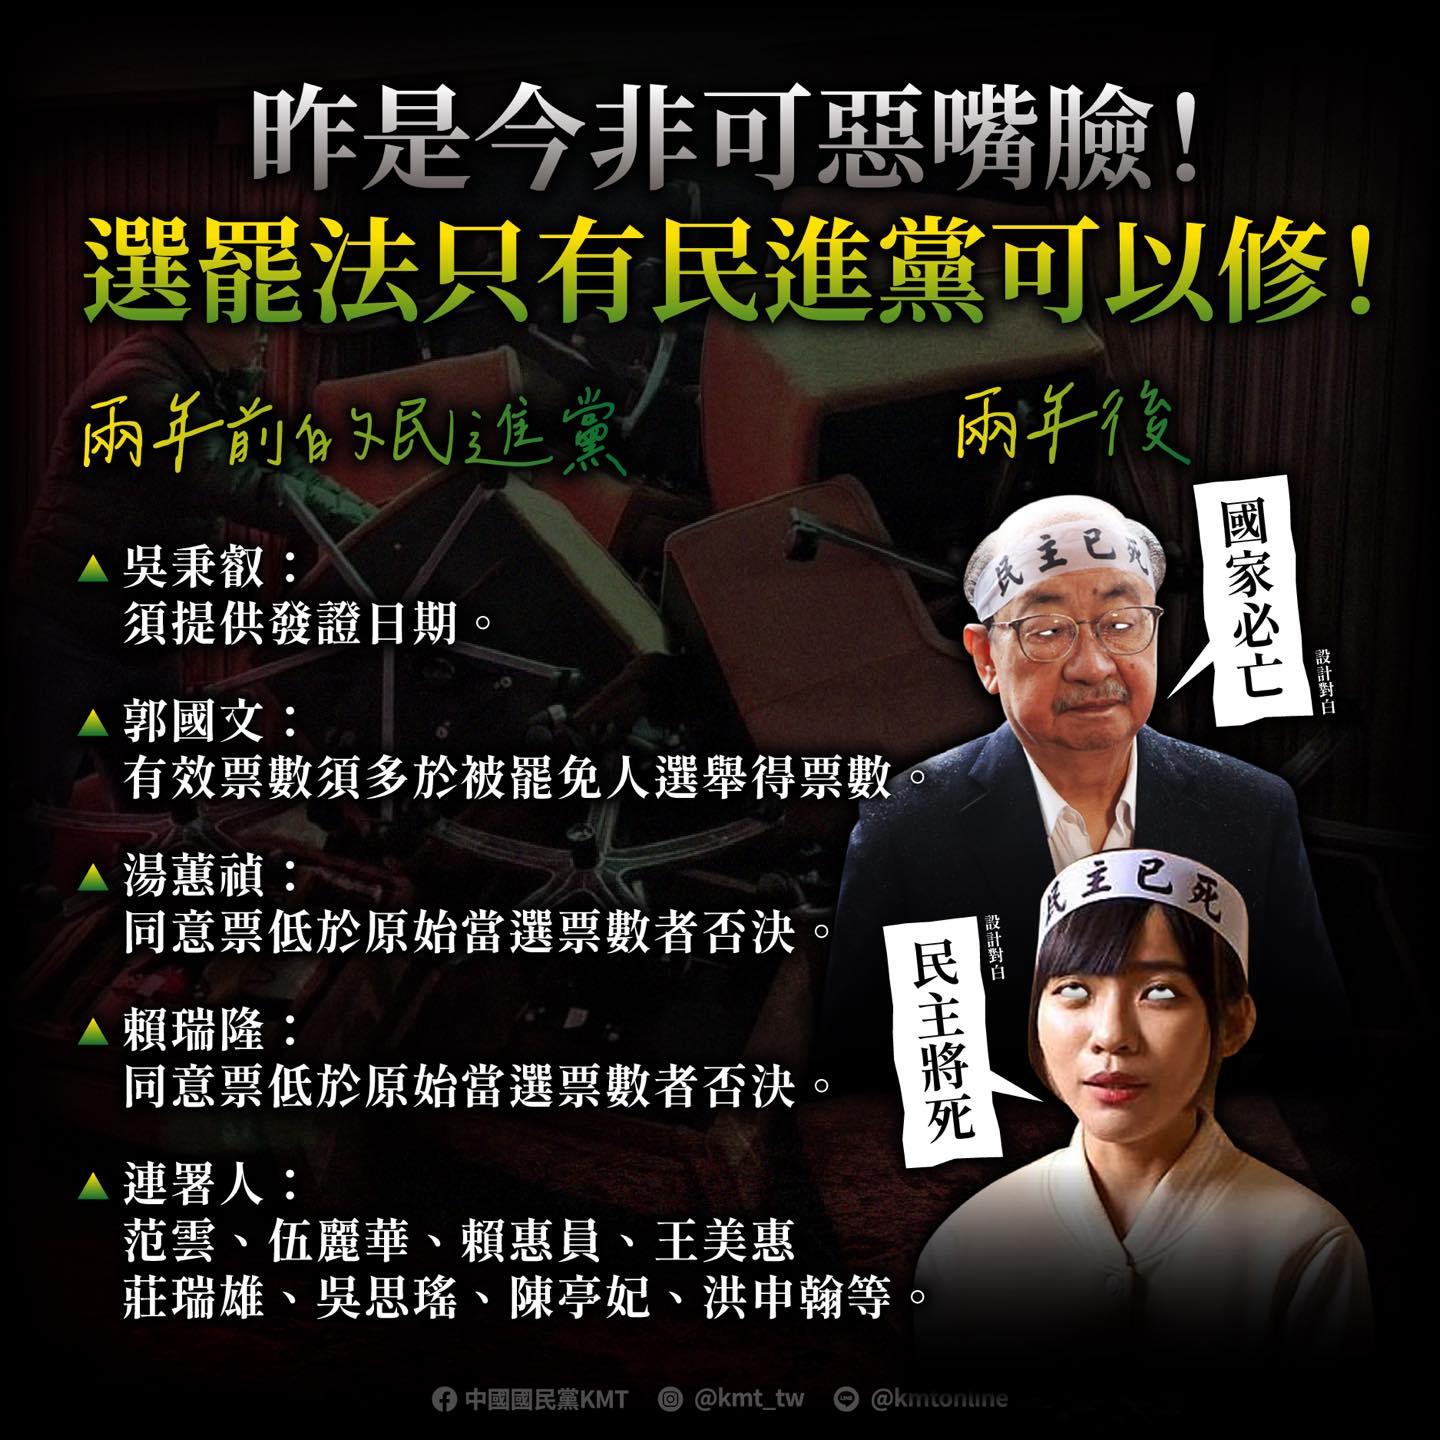 昨是今非可惡嘴臉！
選罷法只有民進黨可以修！
兩年前的民進黨
兩年後
吳秉叡：
須提供發證日期。
郭國文：
有效票數須多於被罷免人選舉得票數。
湯蕙禎：
同意票低於原始當選票數者否決。
賴瑞隆：
同意票低於原始當選票數者否決。
連署人：
范雲、伍麗華、賴惠員、王美惠
莊瑞雄、吳思瑤、陳亭妃、洪申翰等。
民主已死
國家必亡
設計對白
民主已死
民主將死
設計對白
中國國民黨KMT
@kmt_tw
LINE
@kmtonline